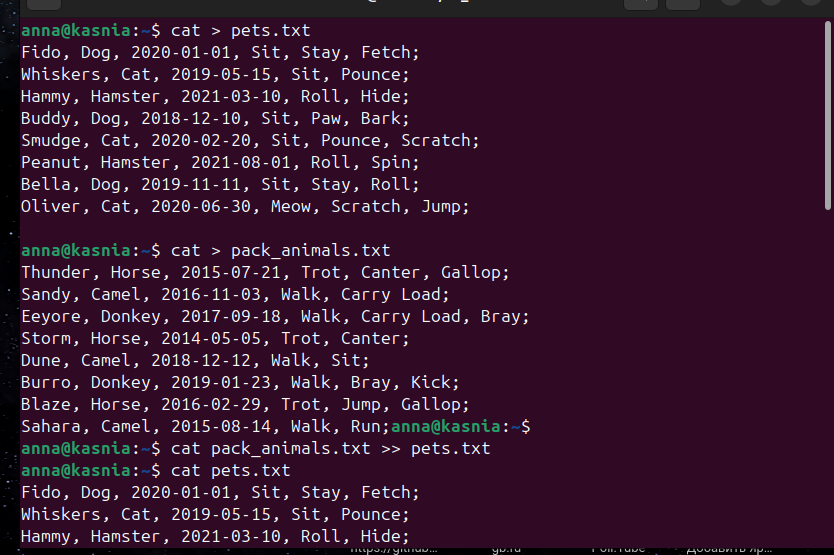 anna@kasnia:~$ cat > pets.txt
Fido, Dog, 2020-01-01, Sit, Stay, Fetch;
Whiskers, Cat, 2019-05-15, Sit, Pounce;
Hammy, Hamster, 2021-03-10, Roll, Hide;
Buddy, Dog, 2018-12-10, Sit, Paw, Bark;
Smudge, Cat, 2020-02-20, Sit, Pounce, Scratch;
Peanut, Hamster, 2021-08-01, Roll, Spin;
Bella, Dog, 2019-11-11, Sit, Stay, Roll;
Oliver, Cat, 2020-06-30, Meow, Scratch, Jump;
anna@kasnia:~$ cat > pack_animals.txt
Thunder, Horse, 2015-07-21, Trot, Canter, Gallop;
Sandy, Camel, 2016-11-03, Walk, Carry Load;
Eeyore, Donkey, 2017-09-18, Walk, Carry Load, Bray;
Storm, Horse, 2014-05-05, Trot, Canter;
Dune, Camel, 2018-12-12, Walk, Sit;
Burro, Donkey, 2019-01-23, Walk, Bray, Kick;
Blaze, Horse, 2016-02-29, Trot, Jump, Gallop;
Sahara, Camel, 2015-08-14, Walk, Run;anna@kasnia:~$
anna@kasnia:~$ cat pack_animals.txt >> pets.txt
anna@kasnia:~$ cat pets.txt
Fido, Dog, 2020-01-01, Sit, Stay, Fetch;
Whiskers, Cat, 2019-05-15, Sit, Pounce;
Hammy, Hamster, 2021-03-10, Roll, Hide;